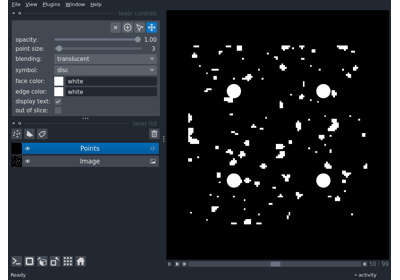 File View Plugins Window Help
layer controls
opacity: 1.00
point size: 3
blending: translucent
symbol: disc
face color: white
edge color: white
display text:
out of slice:
layer list
Points
Image
50 99
Ready
activity